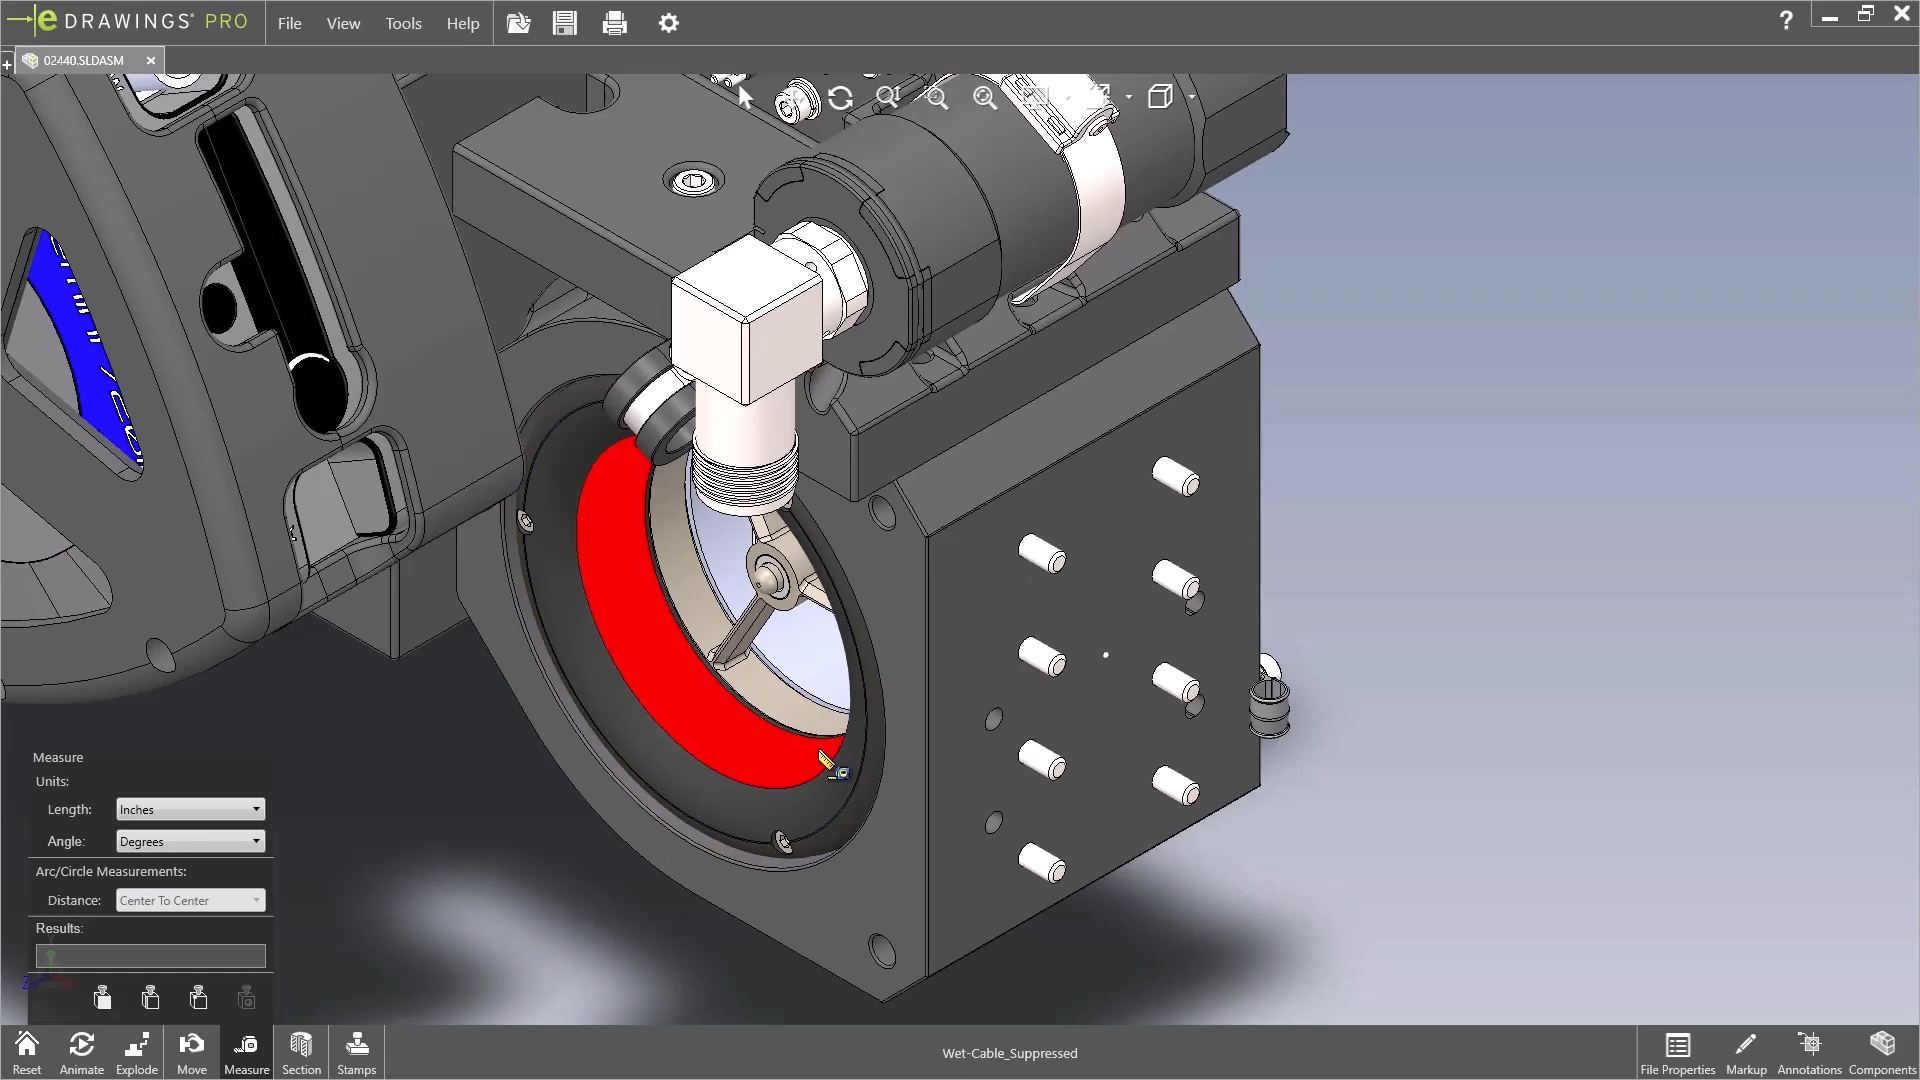 eDRAWINGS® PRO
File View Tools Help
?
02440.SLDASM
Measure
Units:
Length: Inches
Angle: Degrees
Arc/Circle Measurements:
Distance: Center To Center
Results:
Z
Reset Animate Explode Move Measure Section Stamps
Wet-Cable_Suppressed
File Properties Markup Annotations Components